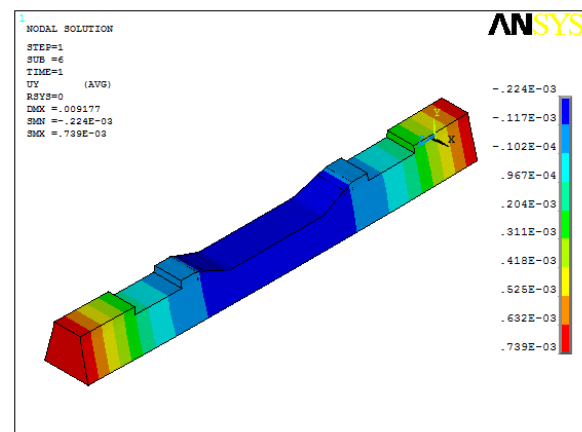 1
NODAL SOLUTION
ANSYS
STEP=1
SUB =6
TIME=1
UY (AVG)
RSYS=0
DMX =.009177
SMN =-.224E-03
SMX =.739E-03
Y
X
-.224E-03
-.117E-03
-.102E-04
.967E-04
.204E-03
.311E-03
.418E-03
.525E-03
.632E-03
.739E-03